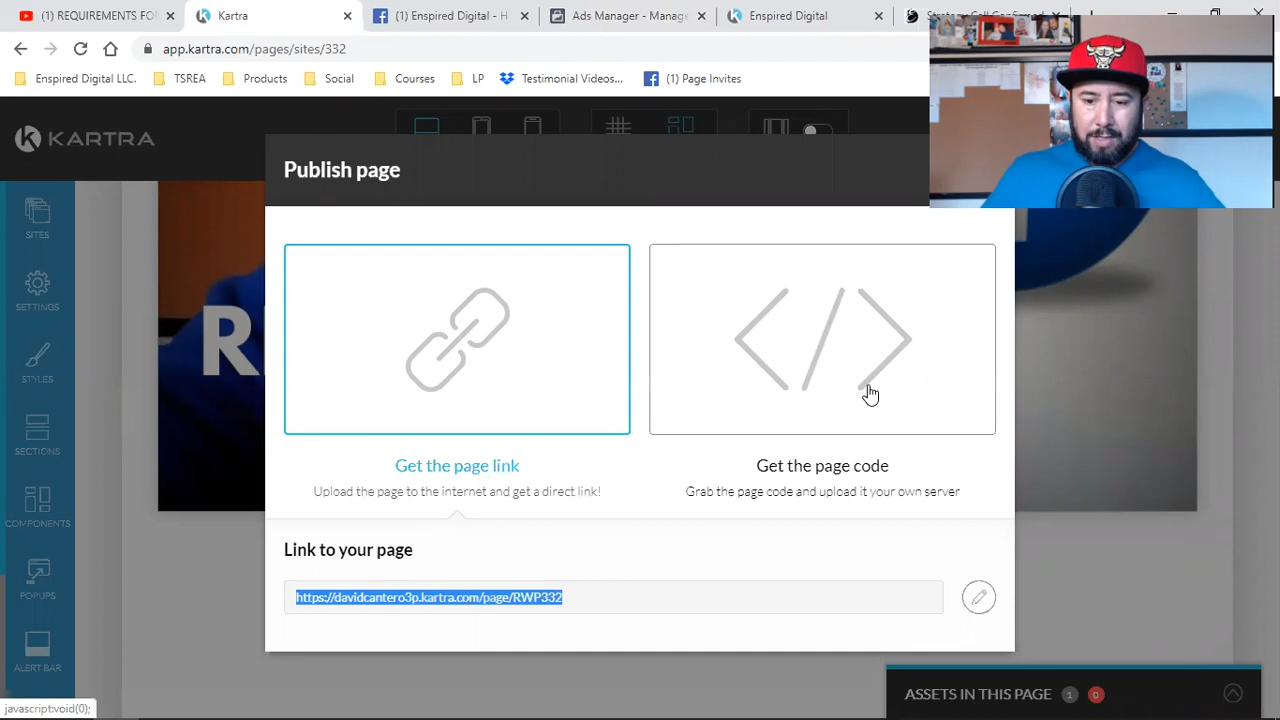 (1) REQUIREMENTS FO
Kartra
(1) Enspired Digital - H
Ads Manager - Manage
Enspired Digital
Strategy Call Confirmed
app.kartra.com/pages/sites/332
Enspired Digital LLC.
TSREA
Products
Social
Courses
LP
Testimonial Videos...
(1) Page Invites
KARTRA
Publish page
SITES
SETTINGS
STYLES
SECTIONS
COMPONENTS
POPUPS
ALERT BAR
R
Get the page link
Upload the page to the internet and get a direct link!
Get the page code
Grab the page code and upload it your own server
Link to your page
https://davidcantero3p.kartra.com/page/RWP332
ASSETS IN THIS PAGE 1 0
javascript:void(0);